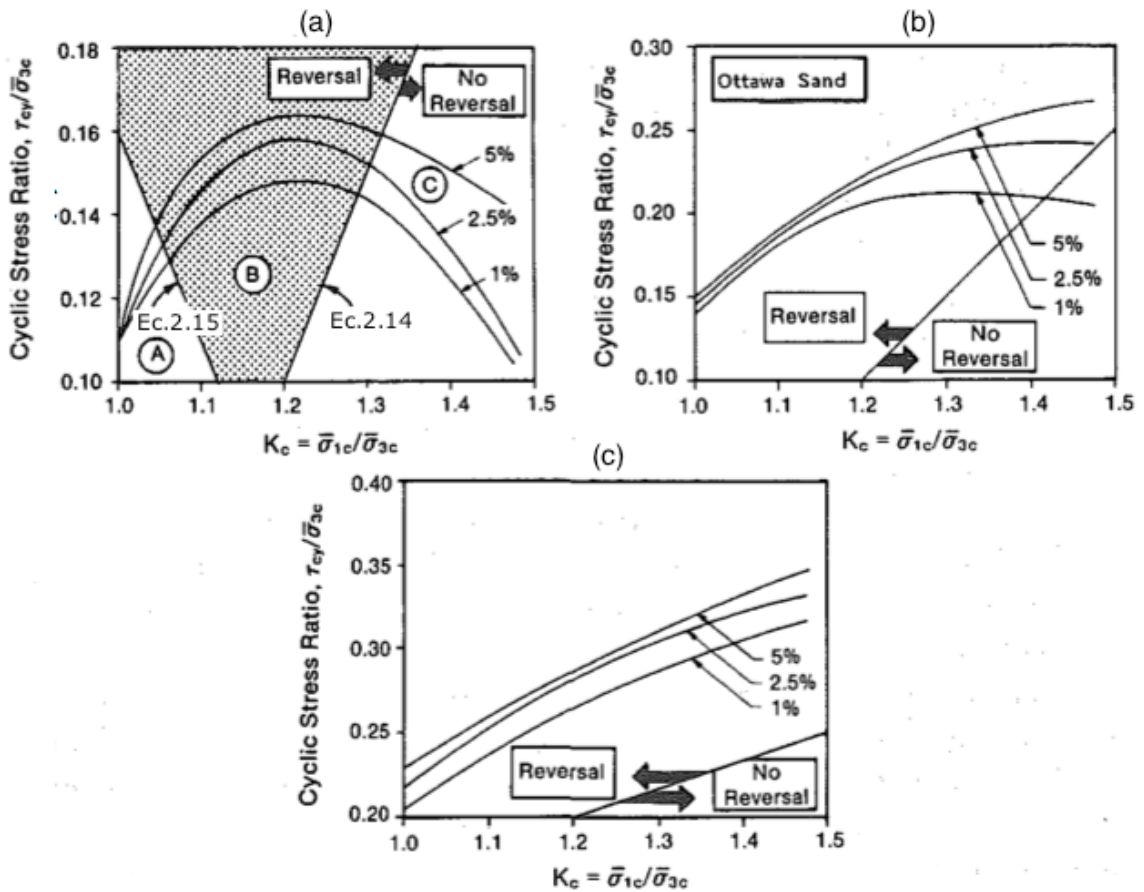 (a)
Cyclic Stress Ratio, τcy/σ̄3c
0.18
0.16
0.14
0.12
0.10
Reversal
No
Reversal
5%
C
2.5%
1%
B
Ec.2.15
Ec.2.14
A
1.0 1.1 1.2 1.3 1.4 1.5
Kc = σ̄1c/σ̄3c
(b)
Cyclic Stress Ratio, τcy/σ̄3c
0.30
0.25
0.20
0.15
0.10
Ottawa Sand
5%
2.5%
1%
Reversal
No
Reversal
1.0 1.1 1.2 1.3 1.4 1.5
Kc = σ̄1c/σ̄3c
(c)
Cyclic Stress Ratio, τcy/σ̄3c
0.40
0.35
0.30
0.25
0.20
5%
2.5%
1%
Reversal
No
Reversal
1.0 1.1 1.2 1.3 1.4 1.5
Kc = σ̄1c/σ̄3c